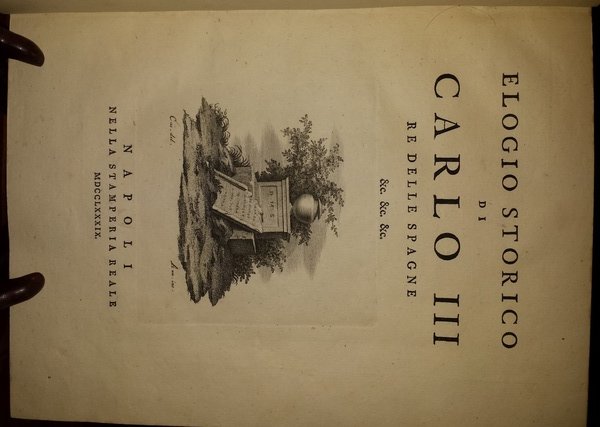 ELOGIO STORICO
DI
CARLO III
RE DELLE SPAGNE
&c. &c. &c.
NAPOLI
NELLA STAMPERIA REALE
MDCCLXXXIX.